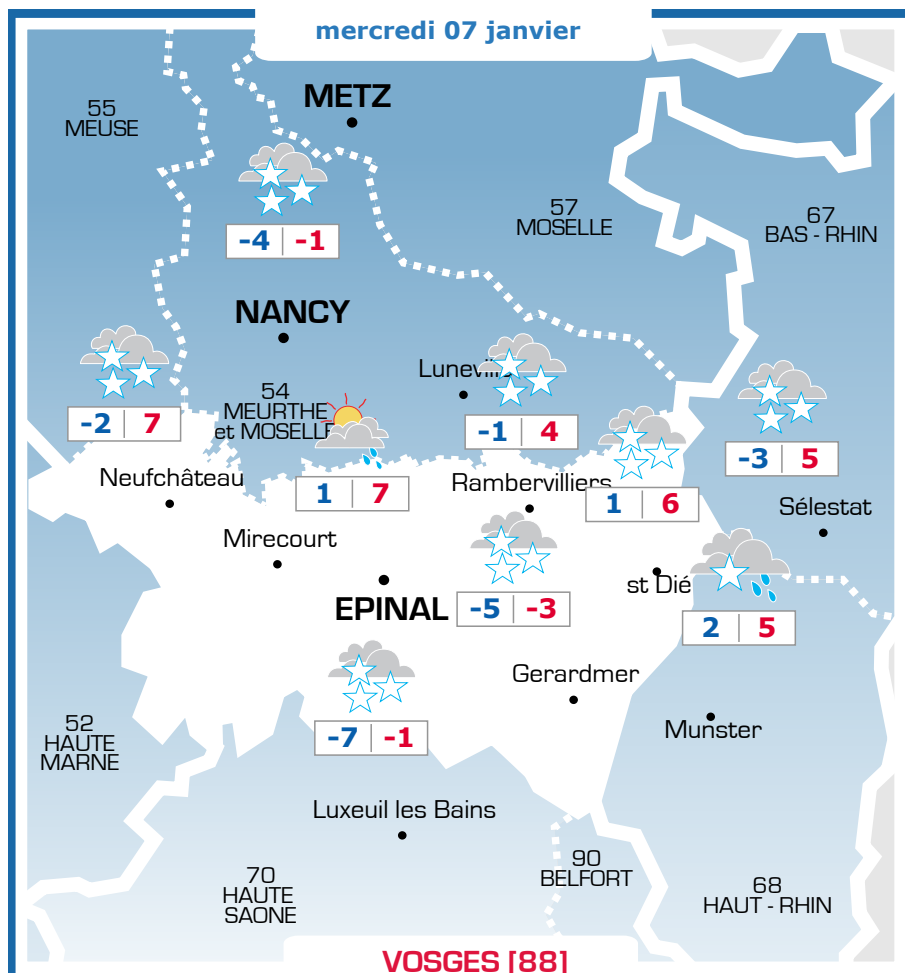 mercredi 07 janvier
METZ
55
MEUSE
57
MOSELLE
67
BAS - RHIN
-4 -1
NANCY
Lunevill
54
MEURTHE
et MOSELLE
-2 7
-1 4
-3 5
Neufchâteau
1 7
Rambervilliers
1 6
Sélestat
Mirecourt
st Dié
EPINAL
-5 -3
2 5
Gerardmer
52
HAUTE
MARNE
-7 -1
Munster
Luxeuil les Bains
70
HAUTE
SAONE
90
BELFORT
68
HAUT - RHIN
VOSGES [88]